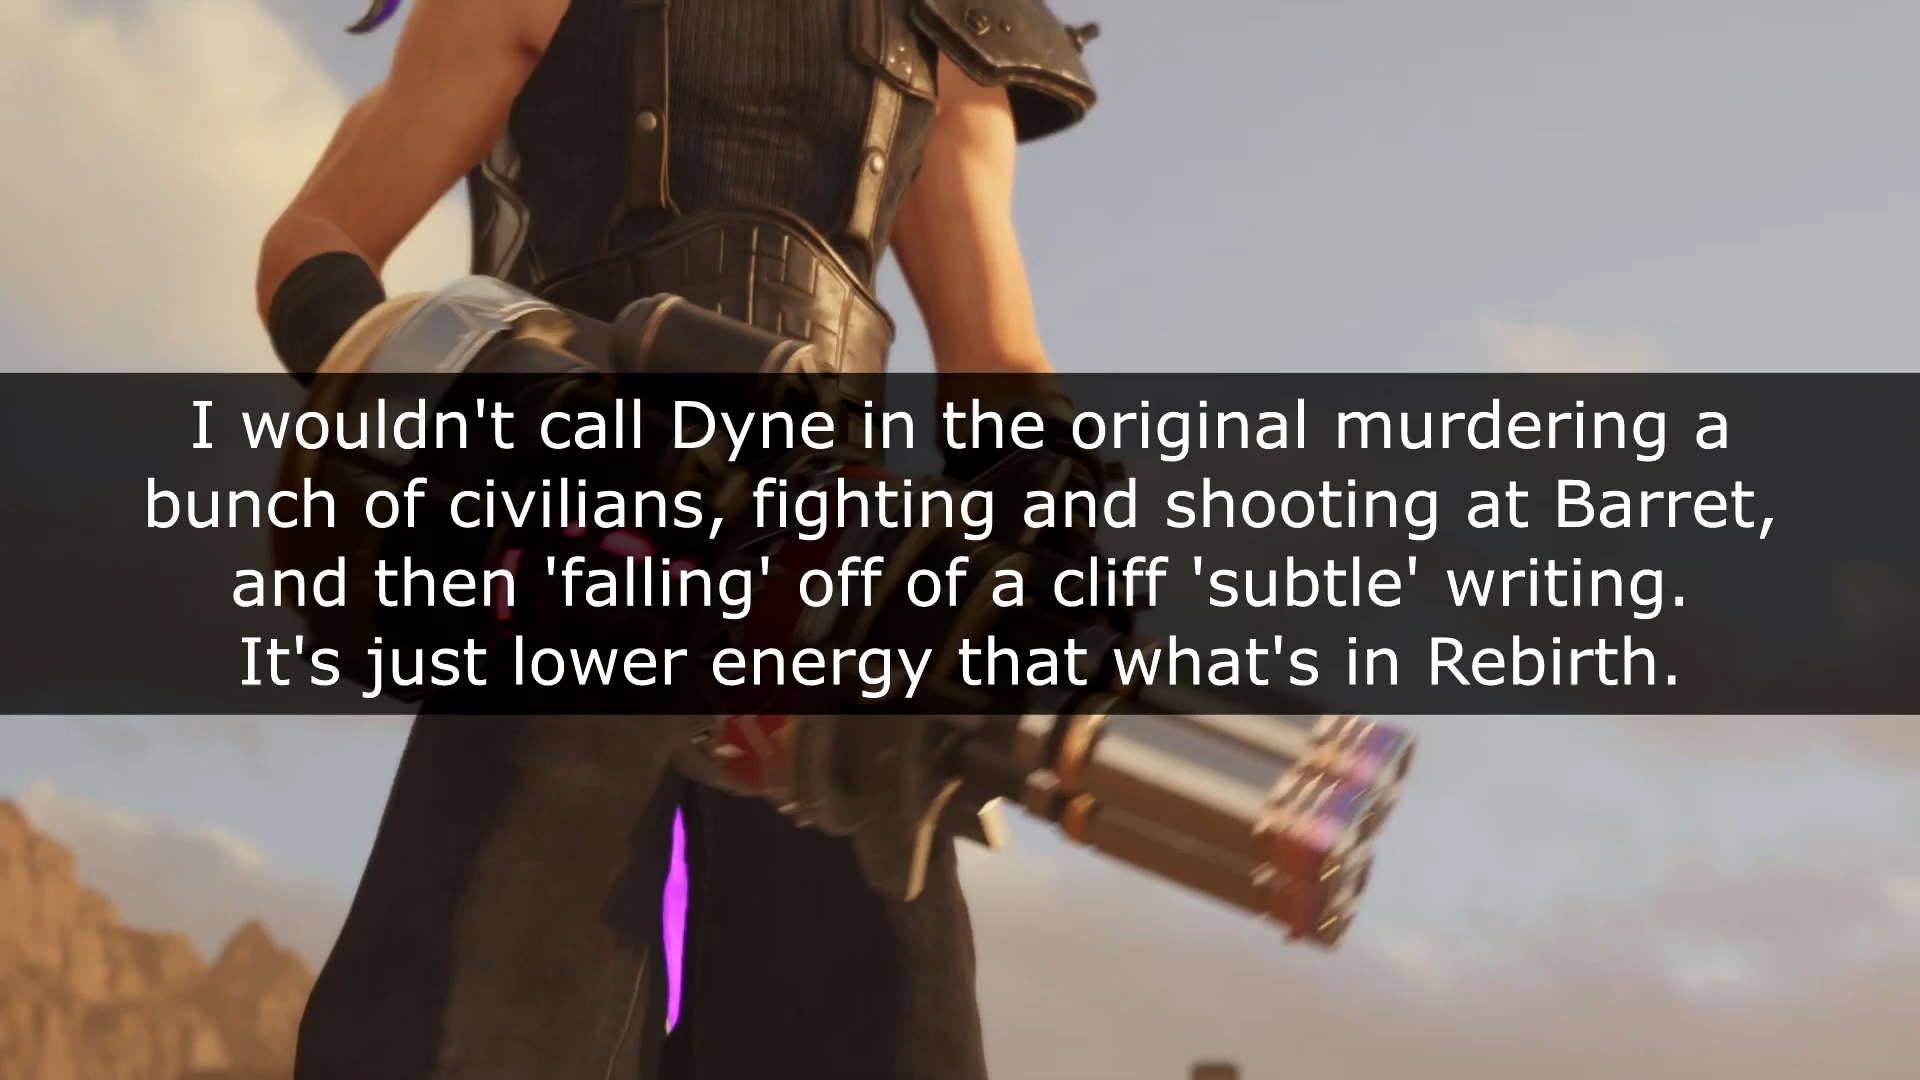 I wouldn't call Dyne in the original murdering a
bunch of civilians, fighting and shooting at Barret,
and then 'falling' off of a cliff 'subtle' writing.
It's just lower energy that what's in Rebirth.